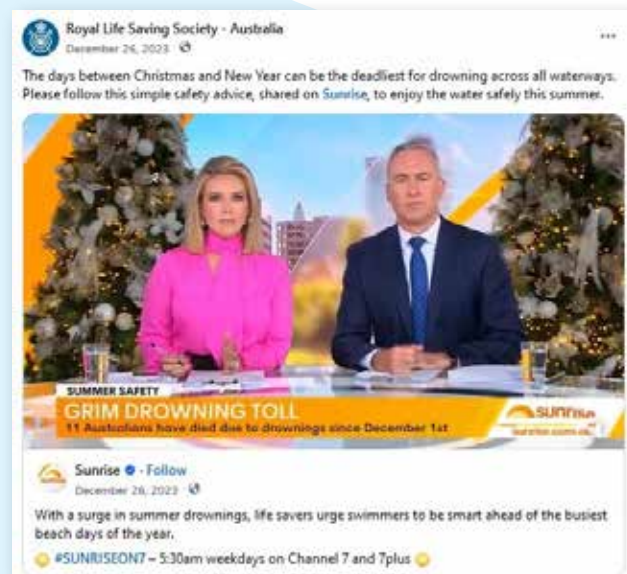 Royal Life Saving Society - Australia
December 26, 2023
The days between Christmas and New Year can be the deadliest for drowning across all waterways.
Please follow this simple safety advice, shared on Sunrise, to enjoy the water safely this summer.
SUMMER SAFETY
GRIM DROWNING TOLL
11 Australians have died due to drownings since December 1st
sunrise
Sunrise · Follow
December 26, 2023
With a surge in summer drownings, life savers urge swimmers to be smart ahead of the busiest
beach days of the year.
#SUNRISEON7 – 5:30am weekdays on Channel 7 and 7plus